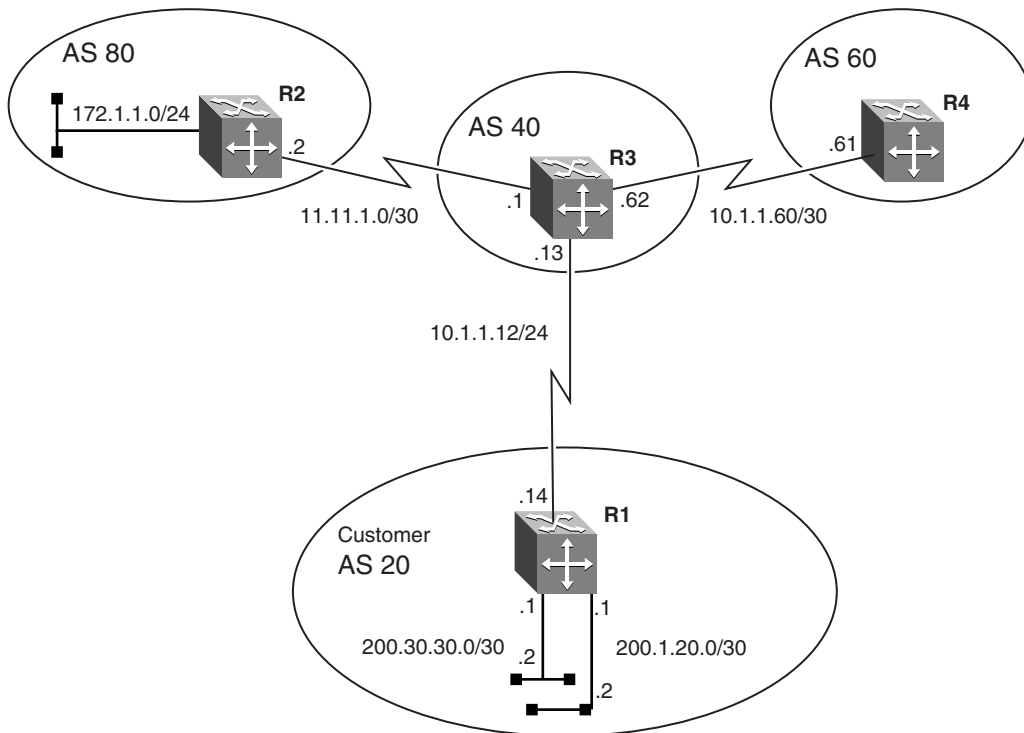 AS 80
172.1.1.0/24
R2
.2
11.11.1.0/30
AS 40
R3
.1
.62
.13
AS 60
R4
.61
10.1.1.60/30
10.1.1.12/24
.14
R1
Customer
AS 20
.1
.1
200.30.30.0/30
200.1.20.0/30
.2
.2